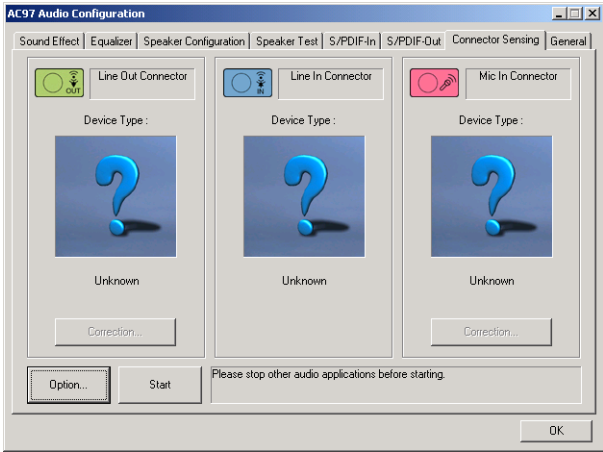 AC97 Audio Configuration
Sound Effect Equalizer Speaker Configuration Speaker Test S/PDIF-In S/PDIF-Out Connector Sensing General
OUT Line Out Connector
IN Line In Connector
Mic In Connector
Device Type :
Device Type :
Device Type :
Unknown
Unknown
Unknown
Correction...
Correction...
Option...
Start
Please stop other audio applications before starting.
OK